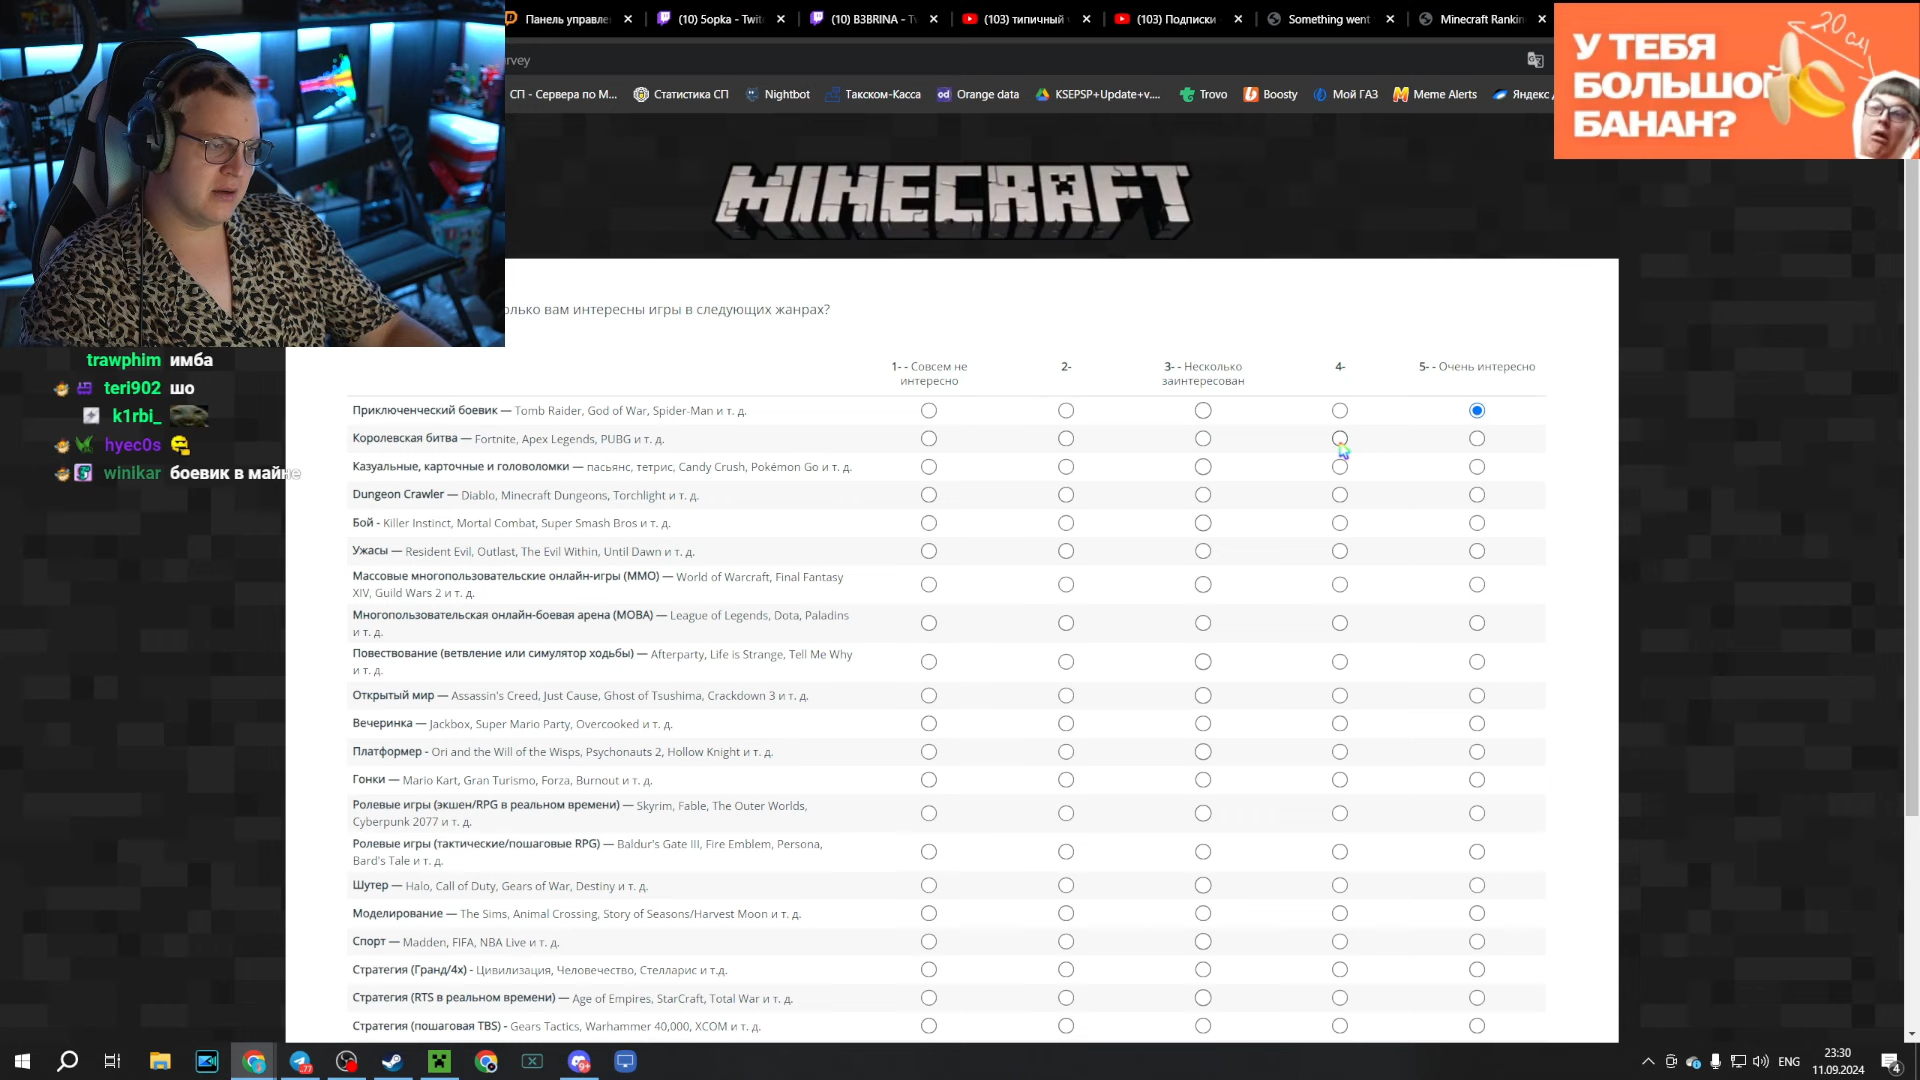 Панель управле
(10) 5opka - Twit
(10) B3BRINA - Tw
(103) типичный
(103) Подписки
Something went
Minecraft Rankin
rvey
СП - Сервера по М...
Статистика СП
Nightbot
Такском-Касса
Orange data
KSEPSP+Update+v....
Trovo
Boosty
Мой ГАЗ
Meme Alerts
Яндекс
У ТЕБЯ
БОЛЬШОЙ
БАНАН?
20 см
MINECRAFT
олько вам интересны игры в следующих жанрах?
trawphim имба
teri902 шо
k1rbi_
hyec0s
winikar боевик в майне
1- - Совсем не
интересно
2-
3- - Несколько
заинтересован
4-
5- - Очень интересно
Приключенческий боевик — Tomb Raider, God of War, Spider-Man и т. д.
Королевская битва — Fortnite, Apex Legends, PUBG и т. д.
Казуальные, карточные и головоломки — пасьянс, тетрис, Candy Crush, Pokémon Go и т. д.
Dungeon Crawler — Diablo, Minecraft Dungeons, Torchlight и т. д.
Бой - Killer Instinct, Mortal Combat, Super Smash Bros и т. д.
Ужасы — Resident Evil, Outlast, The Evil Within, Until Dawn и т. д.
Массовые многопользовательские онлайн-игры (MMO) — World of Warcraft, Final Fantasy
XIV, Guild Wars 2 и т. д.
Многопользовательская онлайн-боевая арена (MOBA) — League of Legends, Dota, Paladins
и т. д.
Повествование (ветвление или симулятор ходьбы) — Afterparty, Life is Strange, Tell Me Why
и т. д.
Открытый мир — Assassin's Creed, Just Cause, Ghost of Tsushima, Crackdown 3 и т. д.
Вечеринка — Jackbox, Super Mario Party, Overcooked и т. д.
Платформер - Ori and the Will of the Wisps, Psychonauts 2, Hollow Knight и т. д.
Гонки — Mario Kart, Gran Turismo, Forza, Burnout и т. д.
Ролевые игры (экшен/RPG в реальном времени) — Skyrim, Fable, The Outer Worlds,
Cyberpunk 2077 и т. д.
Ролевые игры (тактические/пошаговые RPG) — Baldur's Gate III, Fire Emblem, Persona,
Bard's Tale и т. д.
Шутер — Halo, Call of Duty, Gears of War, Destiny и т. д.
Моделирование — The Sims, Animal Crossing, Story of Seasons/Harvest Moon и т. д.
Спорт — Madden, FIFA, NBA Live и т. д.
Стратегия (Гранд/4x) - Цивилизация, Человечество, Стелларис и т.д.
Стратегия (RTS в реальном времени) — Age of Empires, StarCraft, Total War и т. д.
Стратегия (пошаговая TBS) - Gears Tactics, Warhammer 40,000, XCOM и т. д.
ENG
23:30
11.09.2024
4